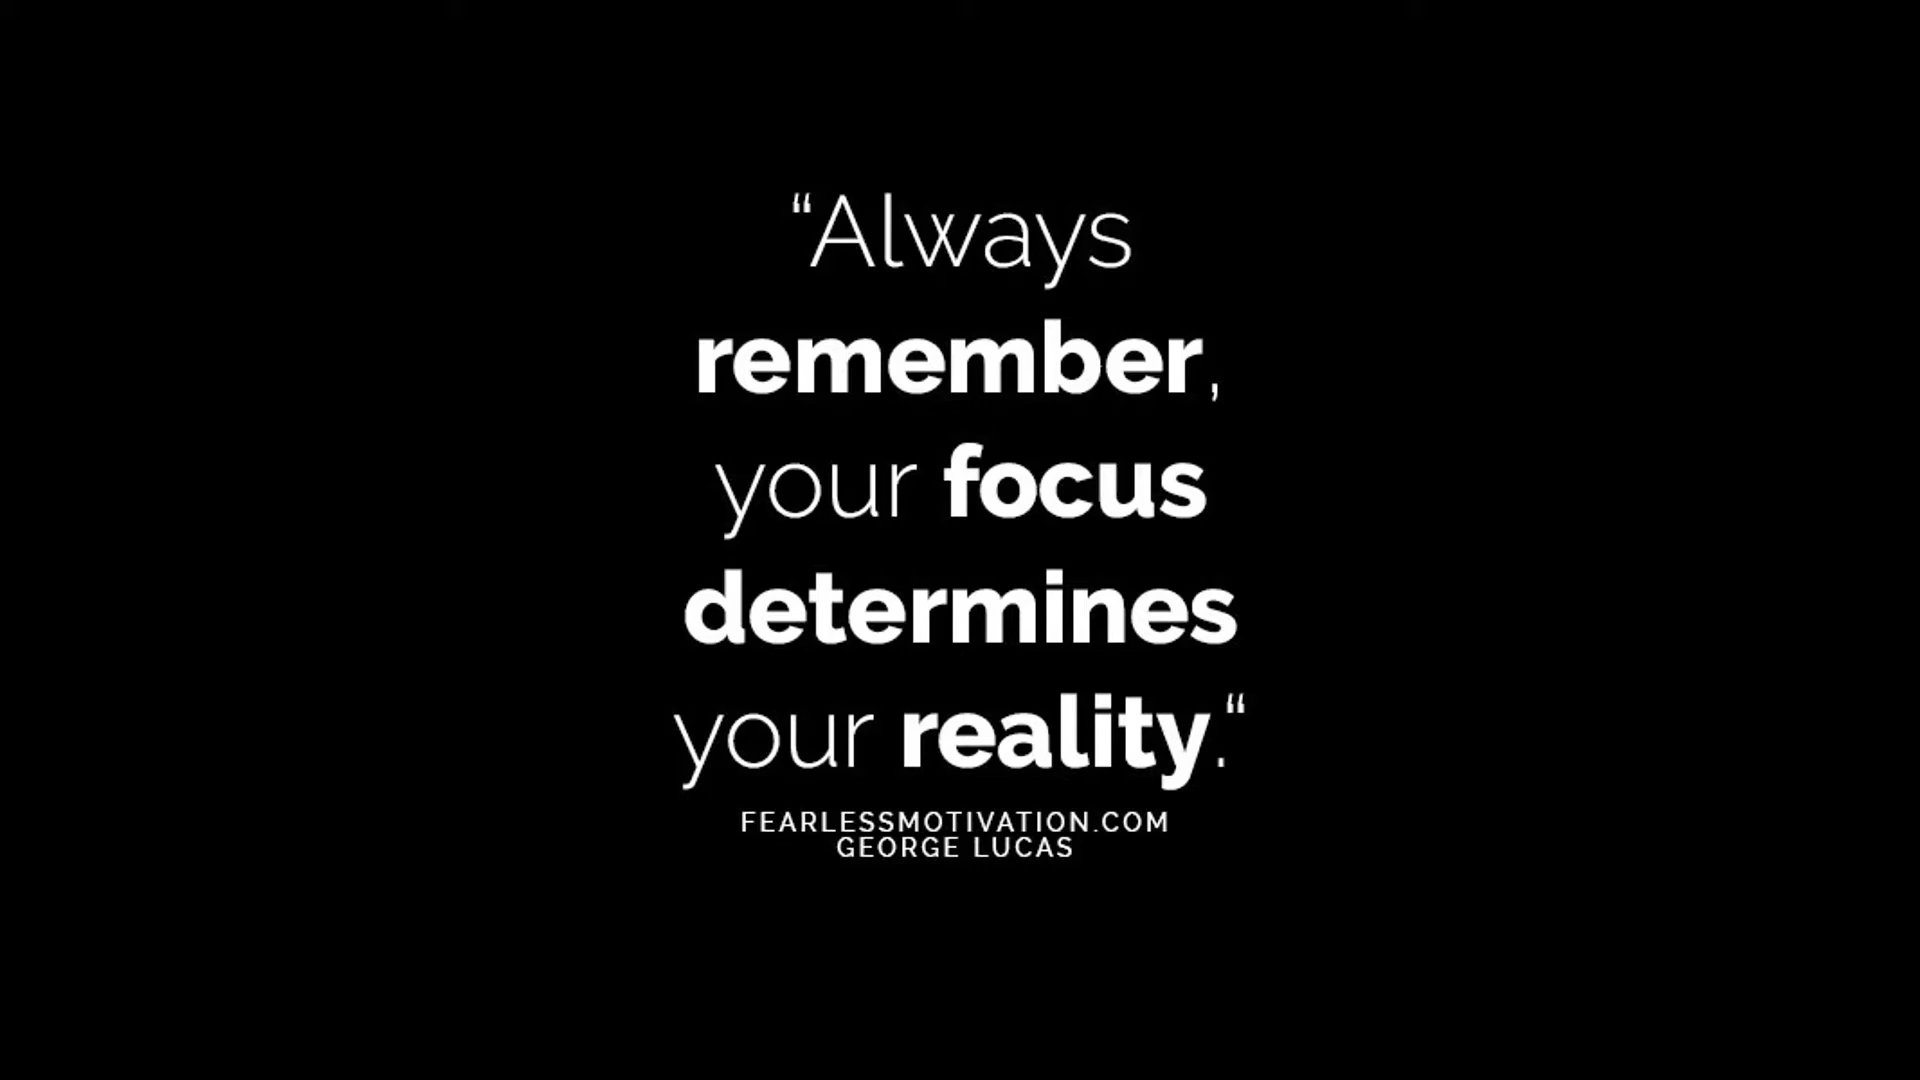 “Always
remember,
your focus
determines
your reality.“
FEARLESSMOTIVATION.COM
GEORGE LUCAS